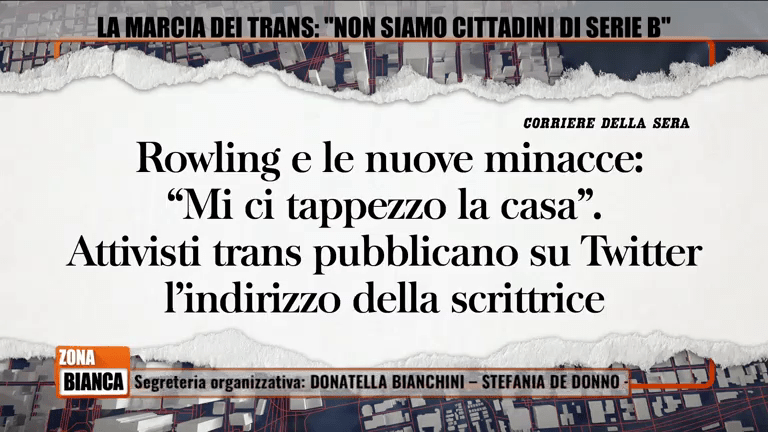 LA MARCIA DEI TRANS: "NON SIAMO CITTADINI DI SERIE B"
CORRIERE DELLA SERA
Rowling e le nuove minacce:
“Mi ci tappezzo la casa”.
Attivisti trans pubblicano su Twitter
l’indirizzo della scrittrice
ZONA
BIANCA
Segreteria organizzativa: DONATELLA BIANCHINI – STEFANIA DE DONNO -